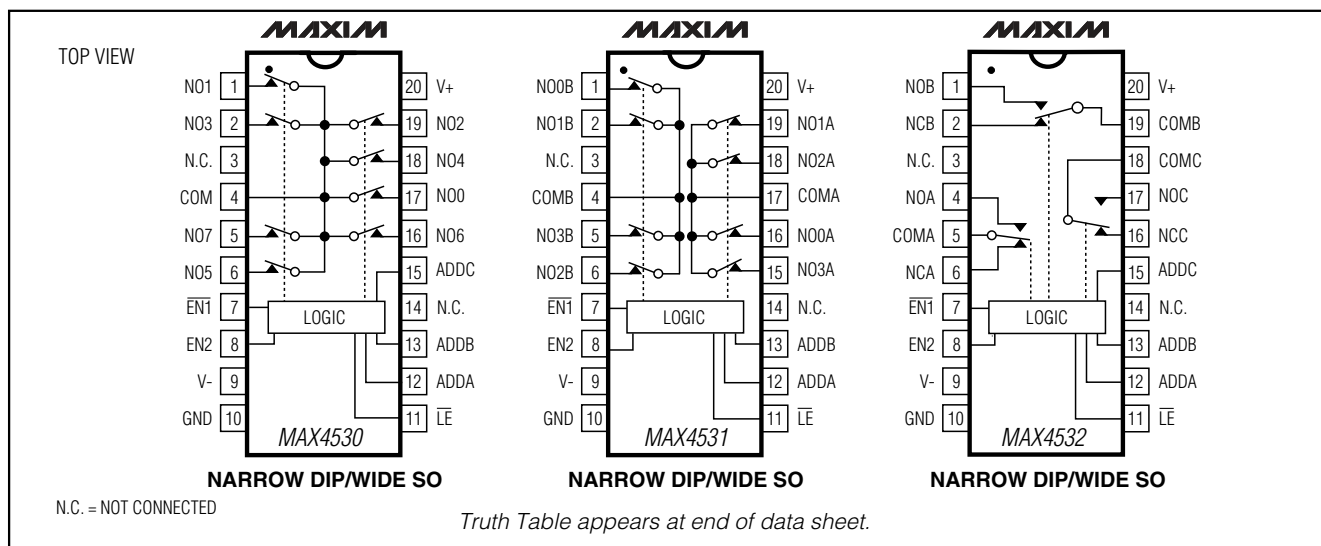 MAXIM MAXIM MAXIM
TOP VIEW
NO1 1 20 V+
NO3 2 19 NO2
N.C. 3 18 NO4
COM 4 17 NO0
NO7 5 16 NO6
NO5 6 15 ADDC
EN1 7 14 N.C.
LOGIC
EN2 8 13 ADDB
V- 9 12 ADDA
GND 10 11 LE
MAX4530
NARROW DIP/WIDE SO
NO0B 1 20 V+
NO1B 2 19 NO1A
N.C. 3 18 NO2A
COMB 4 17 COMA
NO3B 5 16 NO0A
NO2B 6 15 NO3A
EN1 7 14 N.C.
LOGIC
EN2 8 13 ADDB
V- 9 12 ADDA
GND 10 11 LE
MAX4531
NARROW DIP/WIDE SO
NOB 1 20 V+
NCB 2 19 COMB
N.C. 3 18 COMC
NOA 4 17 NOC
COMA 5 16 NCC
NCA 6 15 ADDC
EN1 7 14 N.C.
LOGIC
EN2 8 13 ADDB
V- 9 12 ADDA
GND 10 11 LE
MAX4532
NARROW DIP/WIDE SO
N.C. = NOT CONNECTED
Truth Table appears at end of data sheet.